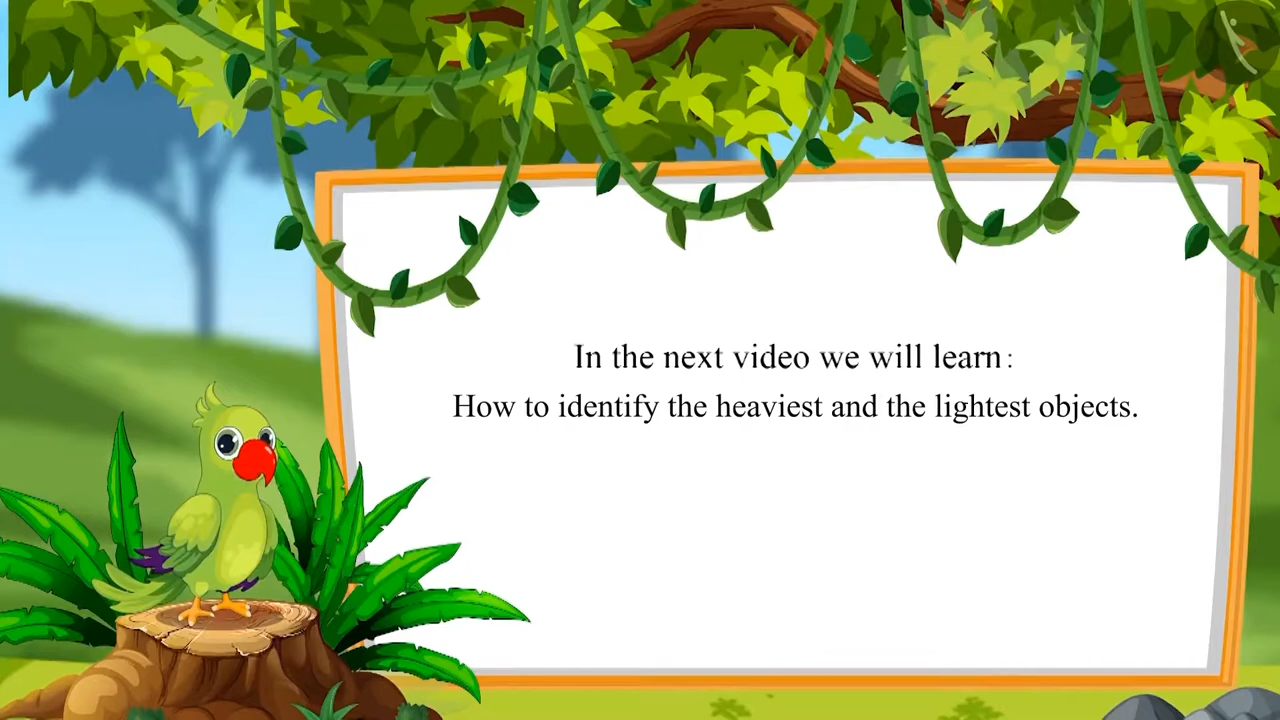 In the next video we will learn:
How to identify the heaviest and the lightest objects.